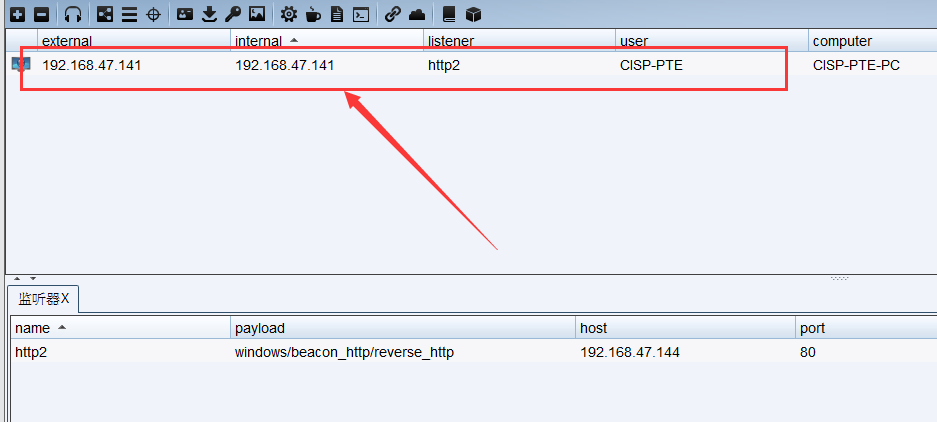 external internal listener user computer
192.168.47.141 192.168.47.141 http2 CISP-PTE CISP-PTE-PC
监听器X
name payload host port
http2 windows/beacon_http/reverse_http 192.168.47.144 80